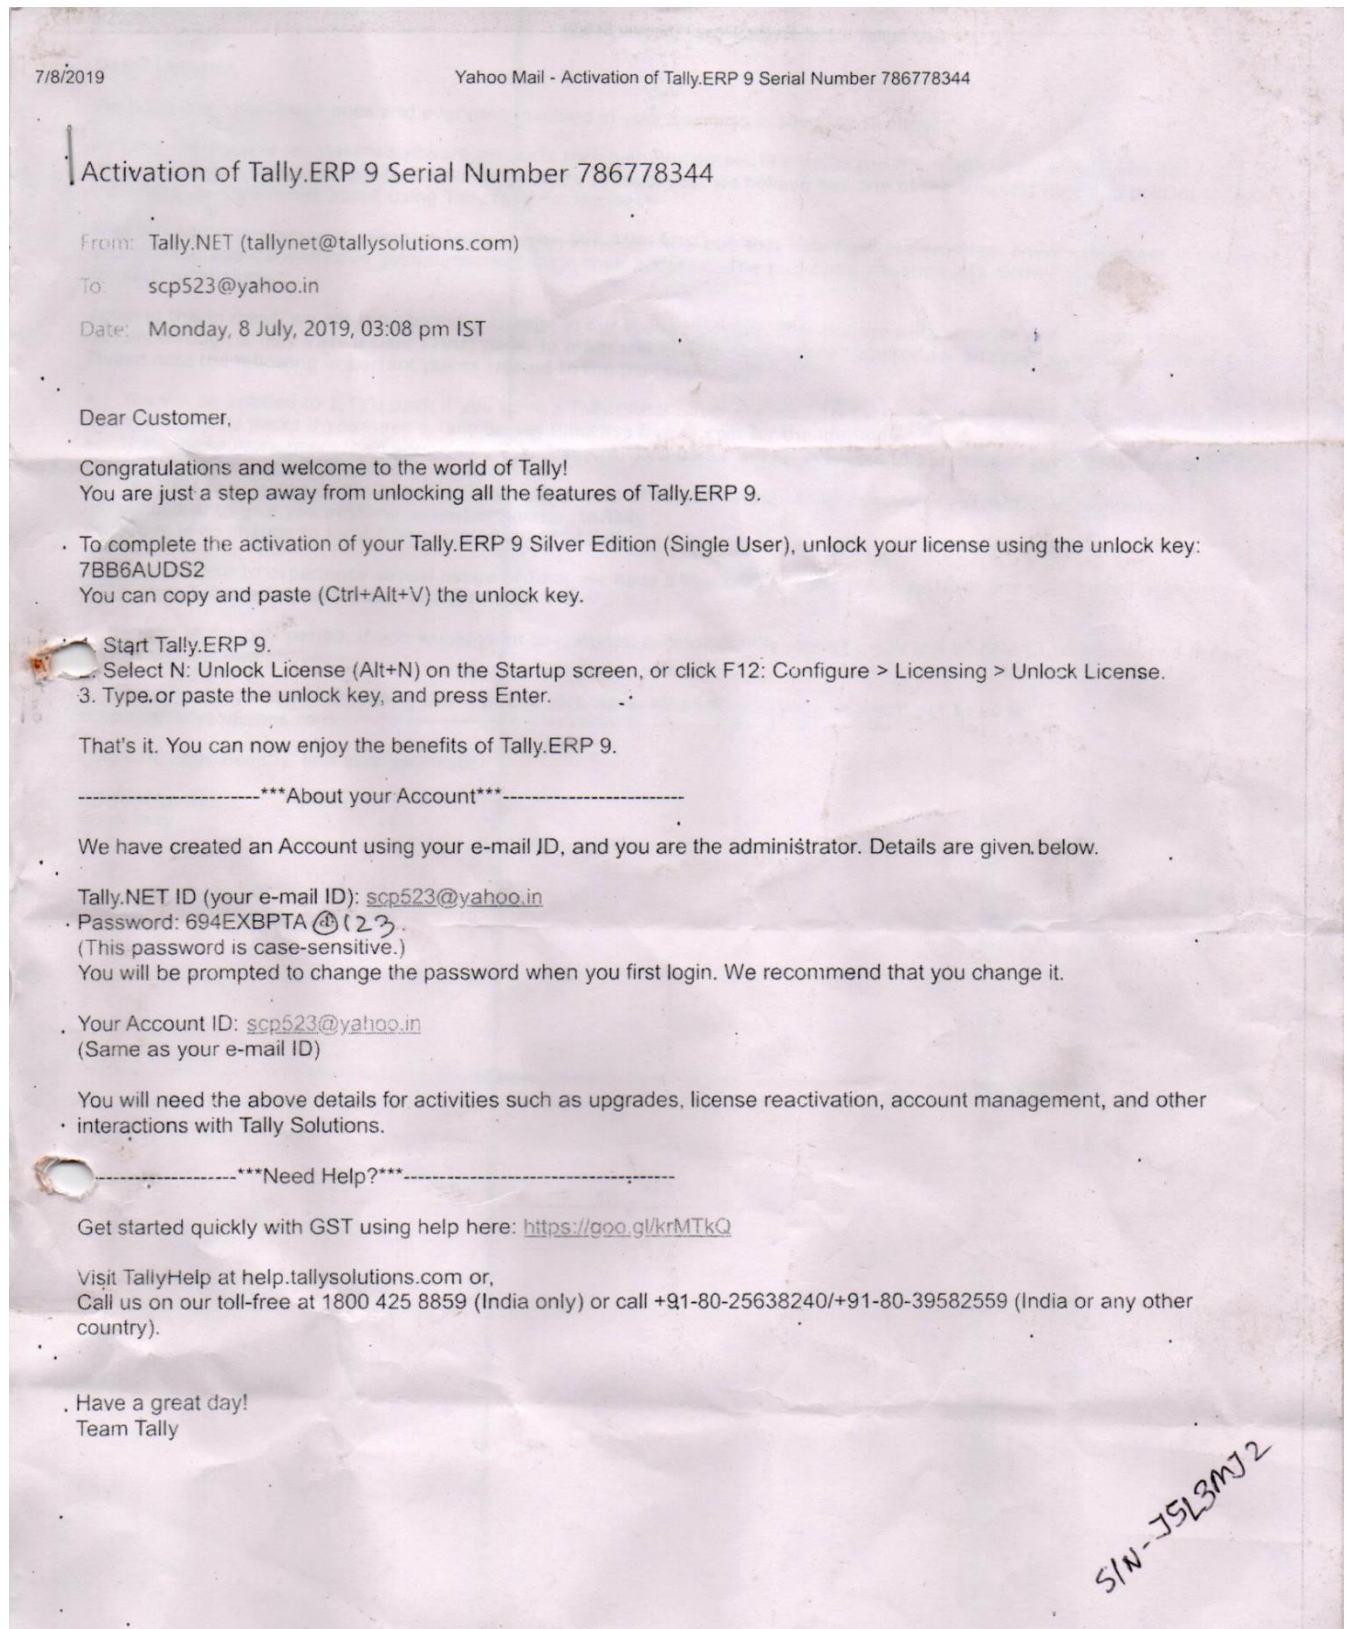 7/8/2019
Yahoo Mail - Activation of Tally.ERP 9 Serial Number 786778344
Activation of Tally.ERP 9 Serial Number 786778344
From: Tally.NET (tallynet@tallysolutions.com)
To: scp523@yahoo.in
Date: Monday, 8 July, 2019, 03:08 pm IST
Dear Customer,
Congratulations and welcome to the world of Tally!
You are just a step away from unlocking all the features of Tally.ERP 9.
To complete the activation of your Tally.ERP 9 Silver Edition (Single User), unlock your license using the unlock key:
7BB6AUDS2
You can copy and paste (Ctrl+Alt+V) the unlock key.
Start Tally.ERP 9.
Select N: Unlock License (Alt+N) on the Startup screen, or click F12: Configure > Licensing > Unlock License.
3. Type or paste the unlock key, and press Enter.
That's it. You can now enjoy the benefits of Tally.ERP 9.
-------------------------***About your Account***-------------------------
We have created an Account using your e-mail ID, and you are the administrator. Details are given below.
Tally.NET ID (your e-mail ID): scp523@yahoo.in
Password: 694EXBPTA @123.
(This password is case-sensitive.)
You will be prompted to change the password when you first login. We recommend that you change it.
Your Account ID: scp523@yahoo.in
(Same as your e-mail ID)
You will need the above details for activities such as upgrades, license reactivation, account management, and other
interactions with Tally Solutions.
--------------------***Need Help?***--------------------------------------
Get started quickly with GST using help here: https://goo.gl/krMTkQ
Visit TallyHelp at help.tallysolutions.com or,
Call us on our toll-free at 1800 425 8859 (India only) or call +91-80-25638240/+91-80-39582559 (India or any other
country).
Have a great day!
Team Tally
S/N-J5L3MJ2